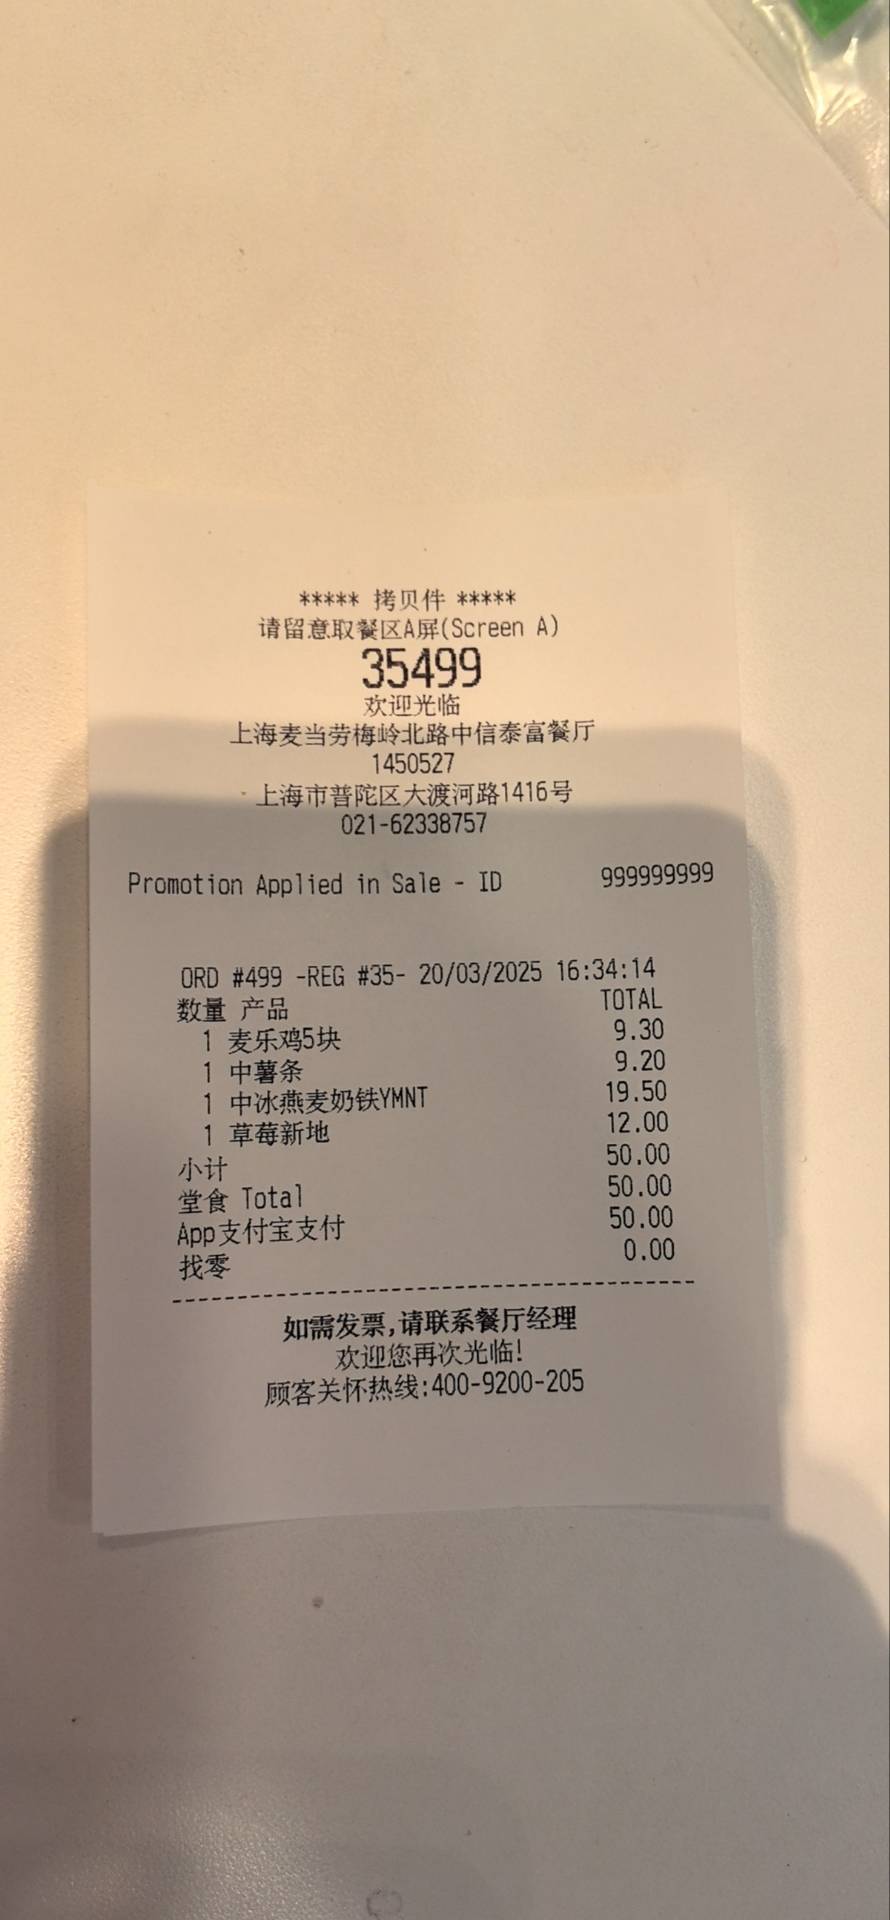 ***** 拷贝件 *****
请留意取餐区A屏(Screen A)
35499
欢迎光临
上海麦当劳梅岭北路中信泰富餐厅
1450527
上海市普陀区大渡河路1416号
021-62338757
Promotion Applied in Sale - ID 999999999
ORD #499 -REG #35- 20/03/2025 16:34:14
数量 产品 TOTAL
1 麦乐鸡5块 9.30
1 中薯条 9.20
1 中冰燕麦奶铁YMNT 19.50
1 草莓新地 12.00
小计 50.00
堂食 Total 50.00
App支付宝支付 50.00
找零 0.00
如需发票,请联系餐厅经理
欢迎您再次光临!
顾客关怀热线:400-9200-205